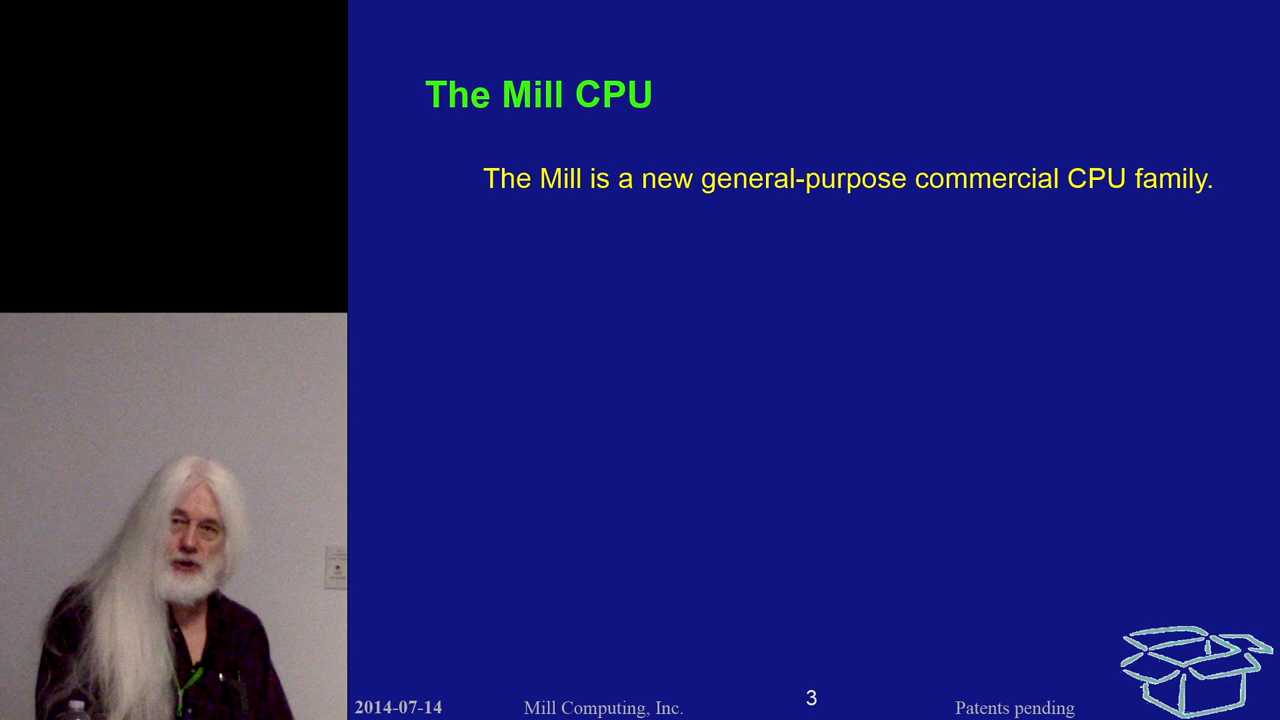 The Mill CPU
The Mill is a new general-purpose commercial CPU family.
2014-07-14 Mill Computing, Inc. 3 Patents pending